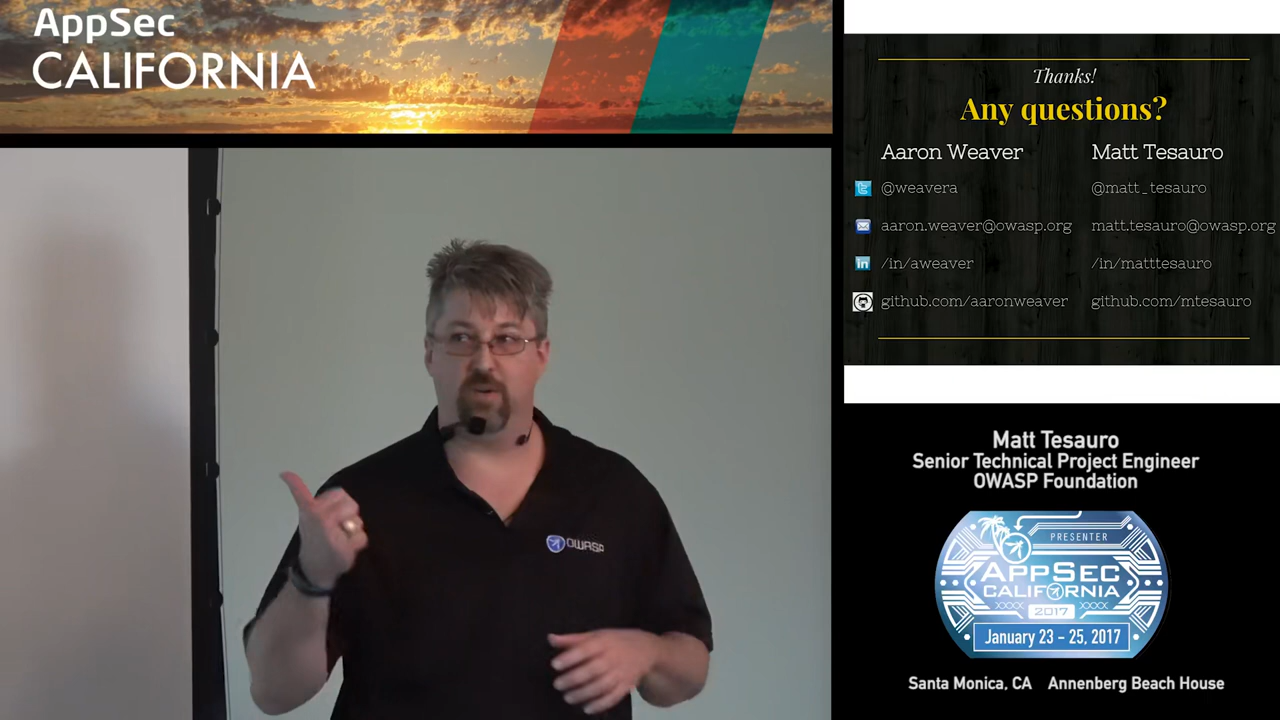 AppSec
CALIFORNIA
Thanks!
Any questions?
Aaron Weaver
Matt Tesauro
@weavera
@matt_tesauro
aaron.weaver@owasp.org
matt.tesauro@owasp.org
/in/aweaver
/in/matttesauro
github.com/aaronweaver
github.com/mtesauro
OWASP
Matt Tesauro
Senior Technical Project Engineer
OWASP Foundation
PRESENTER
APPSEC
CALIFORNIA
XXXX 2017 XXXX
January 23 - 25, 2017
Santa Monica, CA Annenberg Beach House